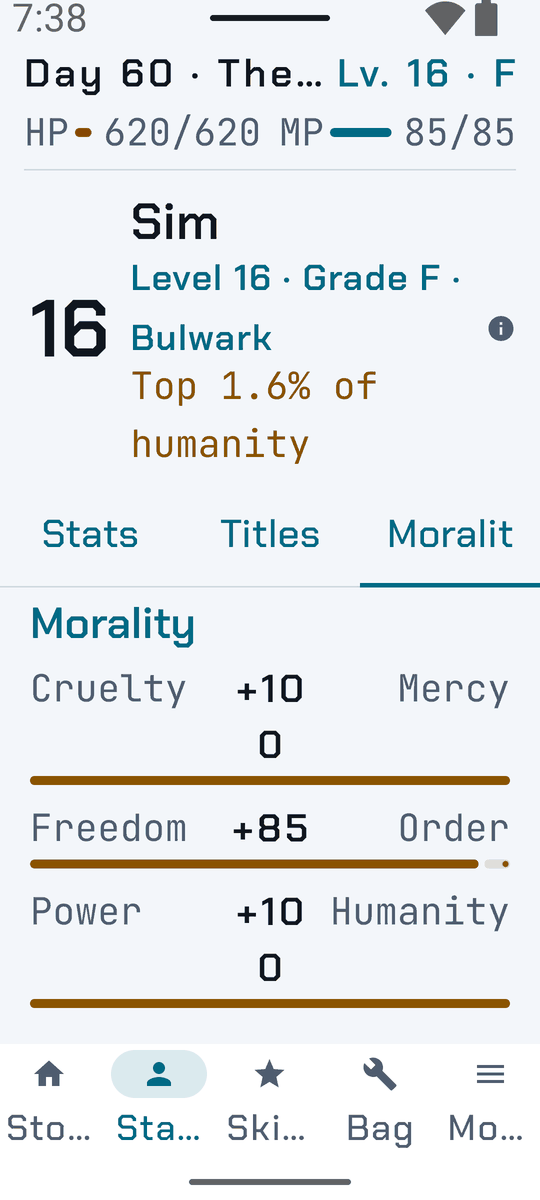 7:38
Day 60 · The... Lv. 16 · F
HP 620/620 MP 85/85
Sim
Level 16 · Grade F ·
Bulwark
16
Top 1.6% of
humanity
Stats Titles Moralit
Morality
Cruelty +10 Mercy
0
Freedom +85 Order
Power +10 Humanity
0
Sto... Sta... Ski... Bag Mo...